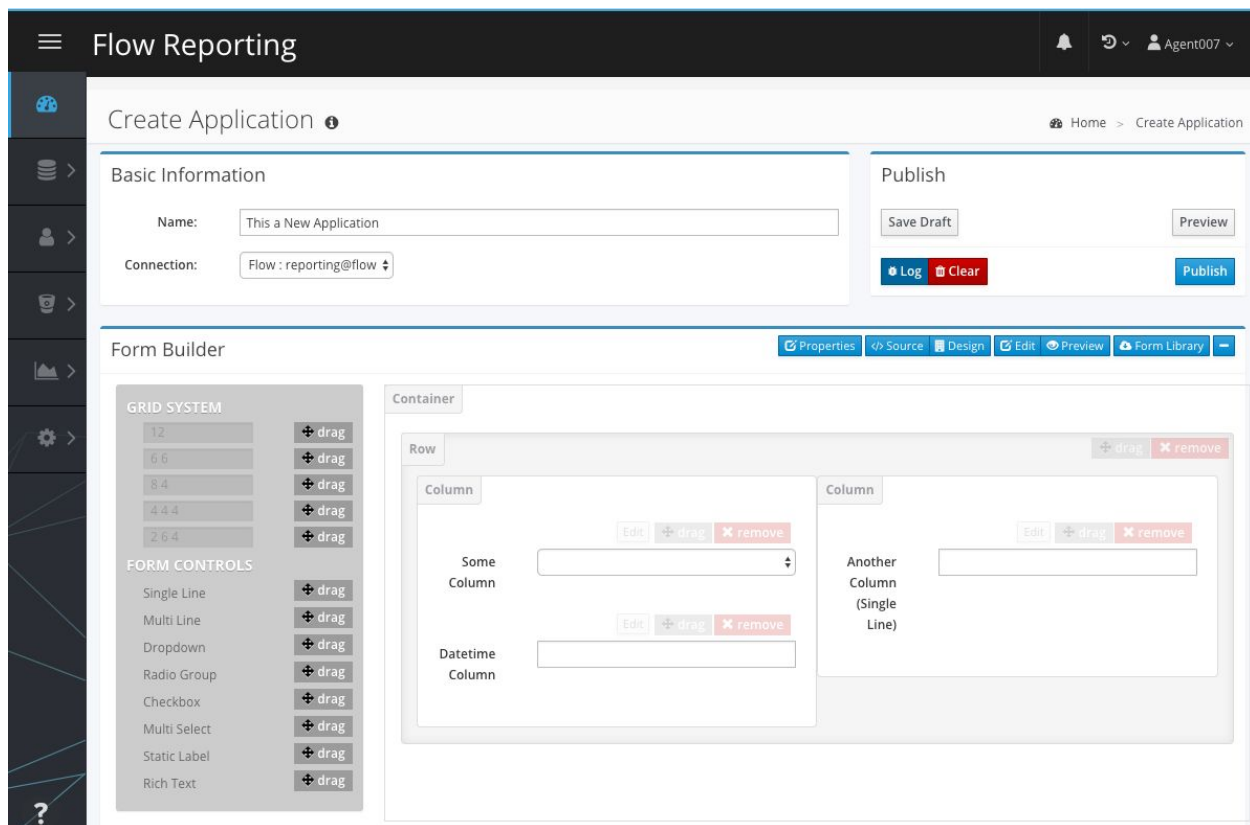 Flow Reporting
Agent007
Create Application
Home > Create Application
Basic Information
Name:
This a New Application
Connection:
Flow : reporting@flow
Publish
Save Draft
Preview
Log
Clear
Publish
Form Builder
Properties
</> Source
Design
Edit
Preview
Form Library
GRID SYSTEM
12
drag
6 6
drag
8 4
drag
4 4 4
drag
2 6 4
drag
FORM CONTROLS
Single Line
drag
Multi Line
drag
Dropdown
drag
Radio Group
drag
Checkbox
drag
Multi Select
drag
Static Label
drag
Rich Text
drag
Container
Row
drag
remove
Column
Edit
drag
remove
Some
Column
Edit
drag
remove
Datetime
Column
Column
Edit
drag
remove
Another
Column
(Single
Line)
?